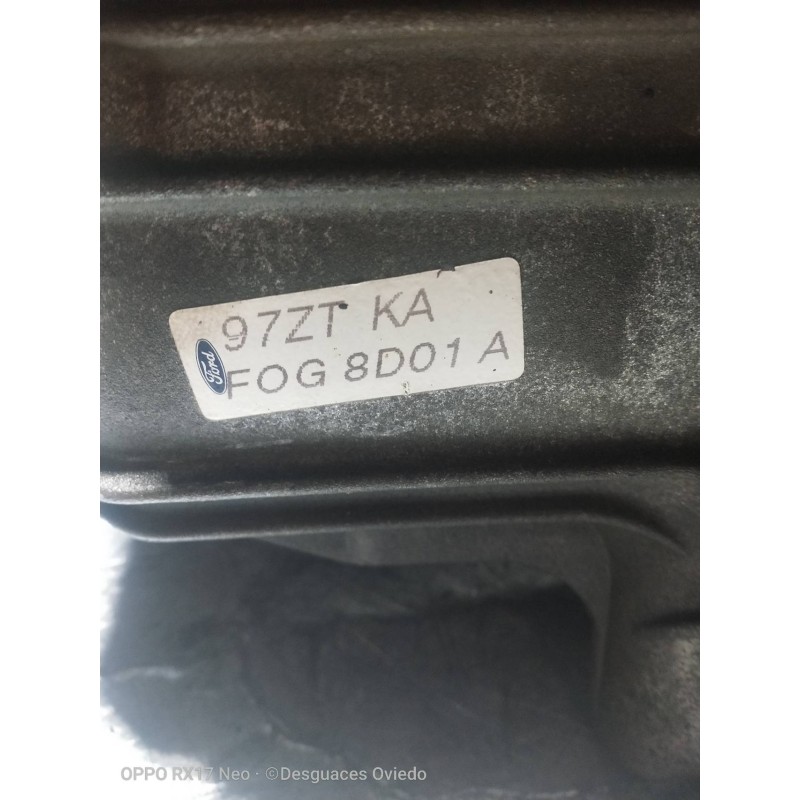 97ZT KA
Ford
FOG 8D01 A
OPPO RX17 Neo · ©Desguaces Oviedo